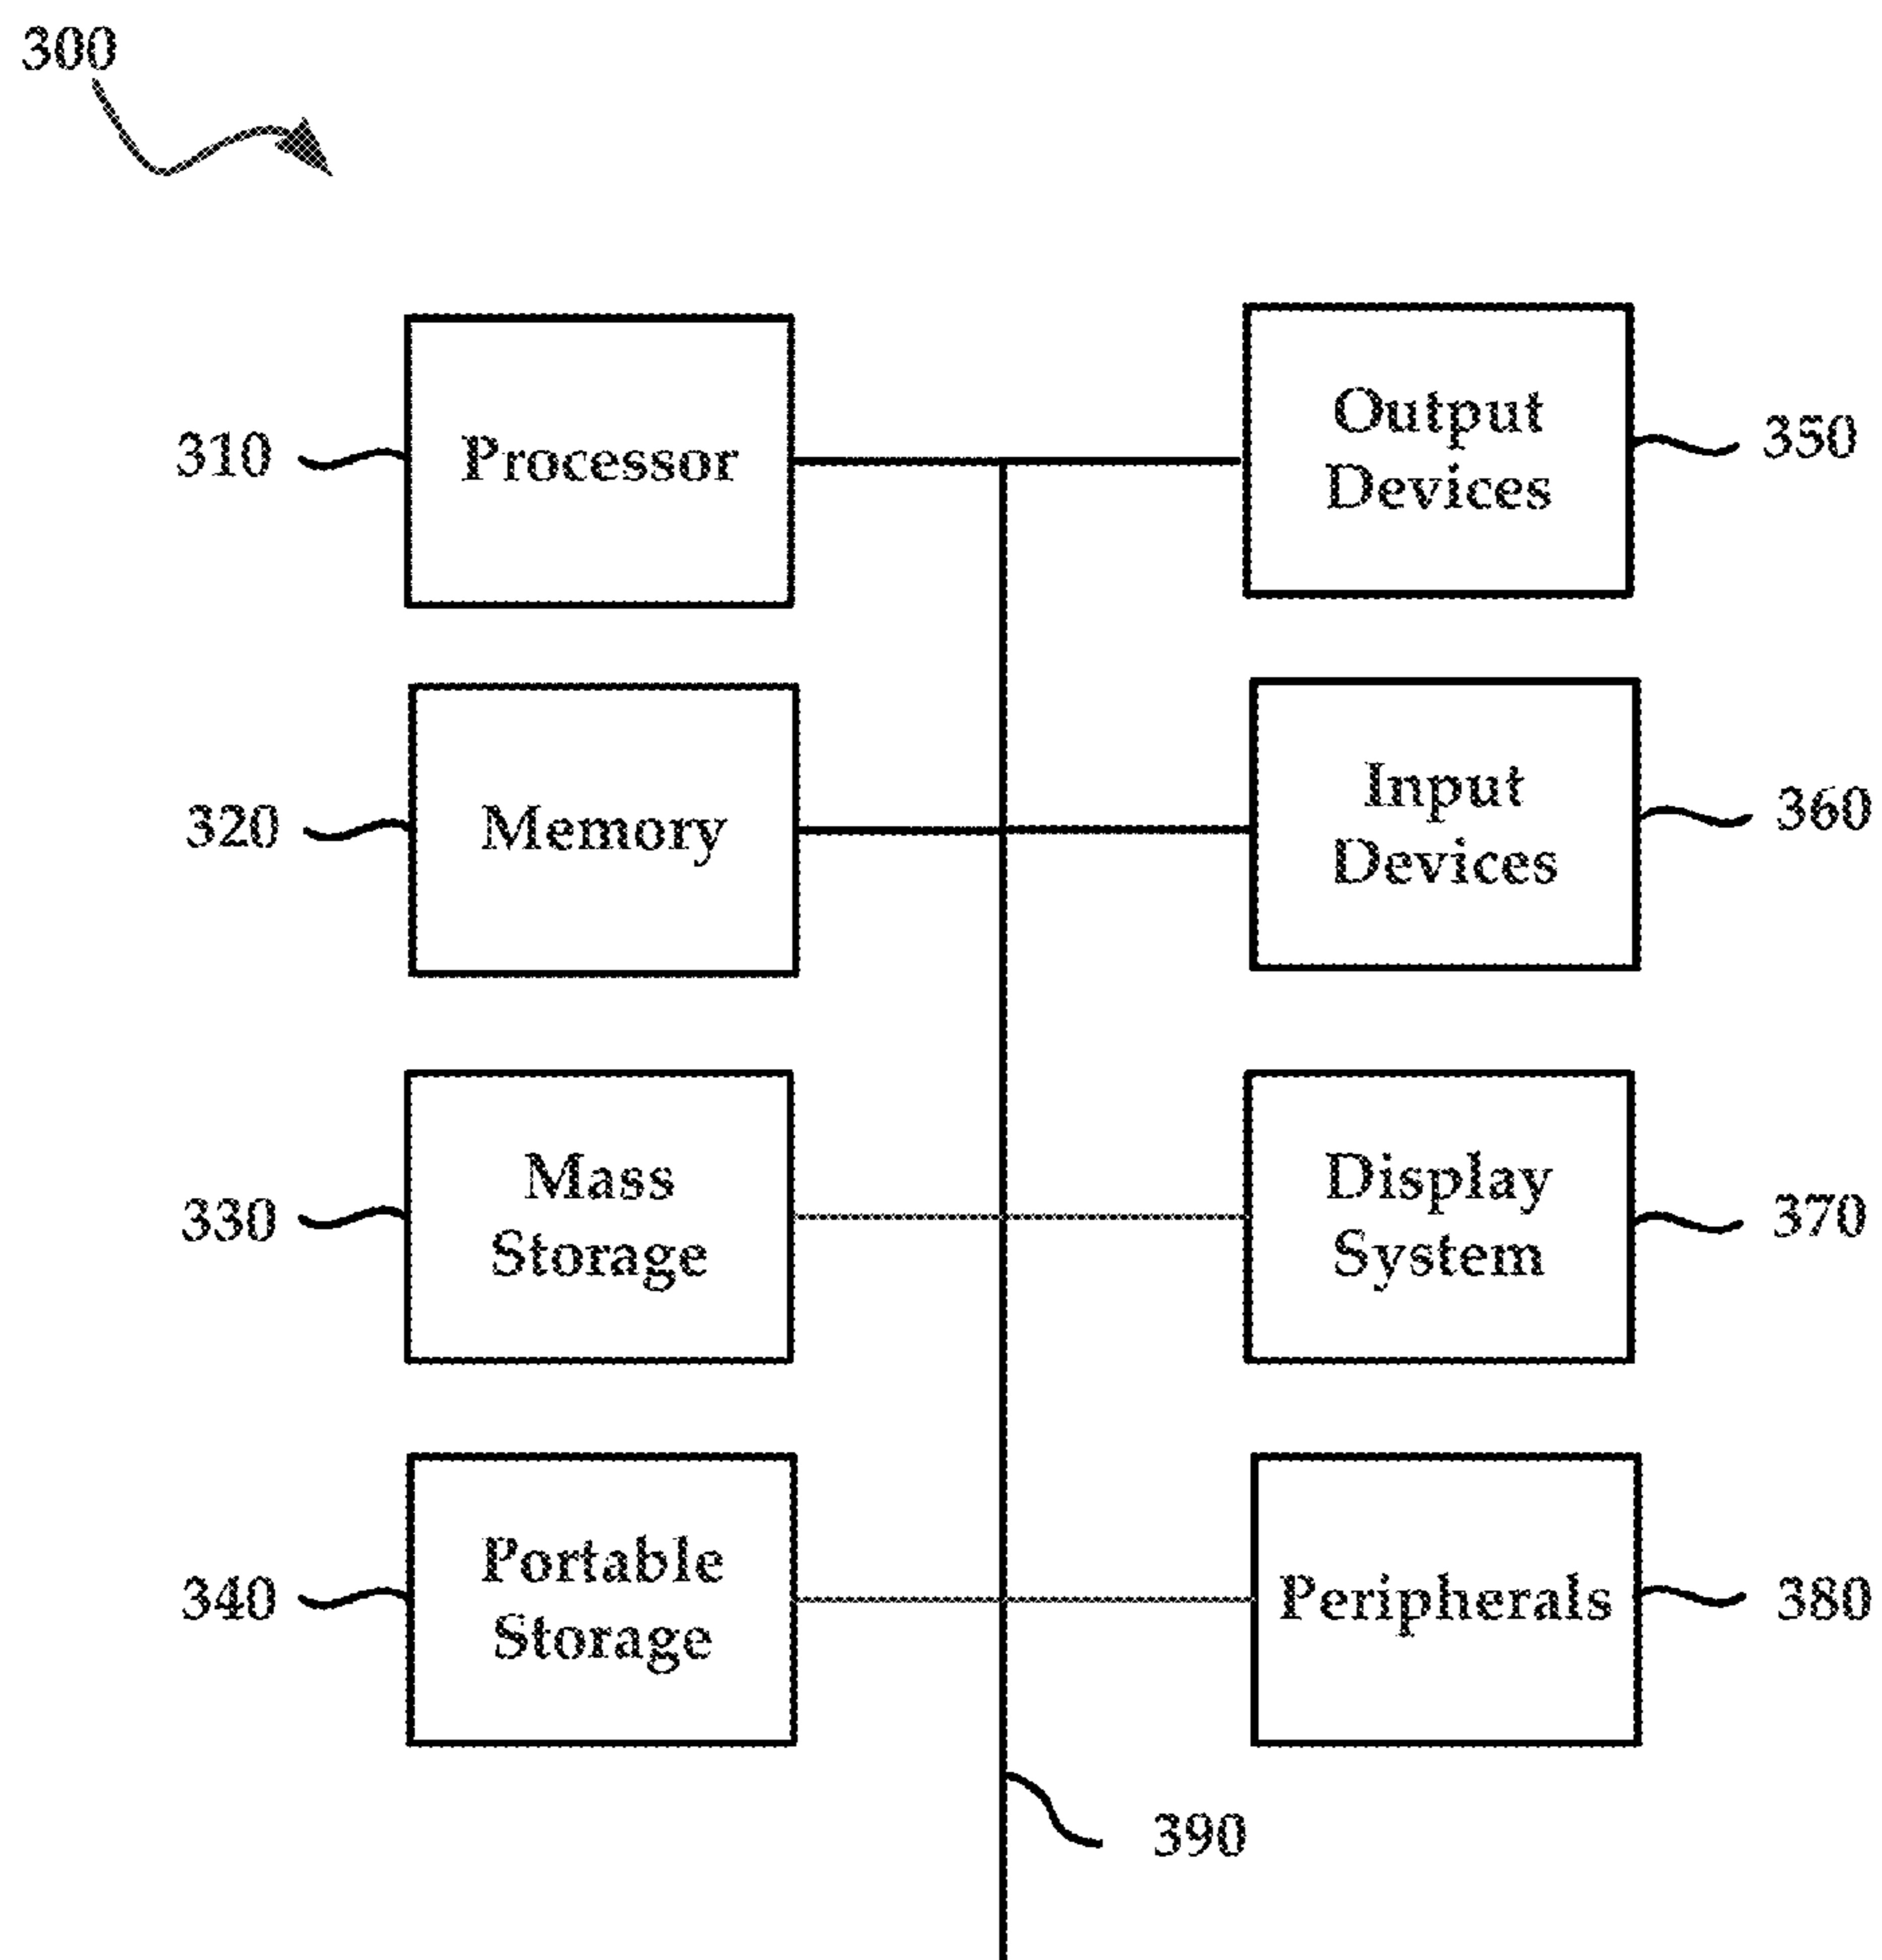 300
310
Processor
Output
Devices
350
320
Memory
Input
Devices
360
330
Mass
Storage
Display
System
370
340
Portable
Storage
Peripherals
380
390